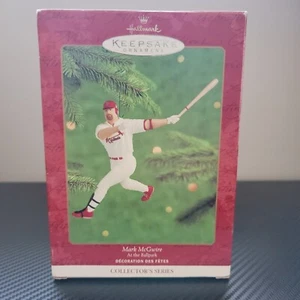 Hallmark
KEEPSAKE
ORNAMENT
Mark McGwire
At the Ballpark
DÉCORATION DES FÊTES
COLLECTOR'S SERIES